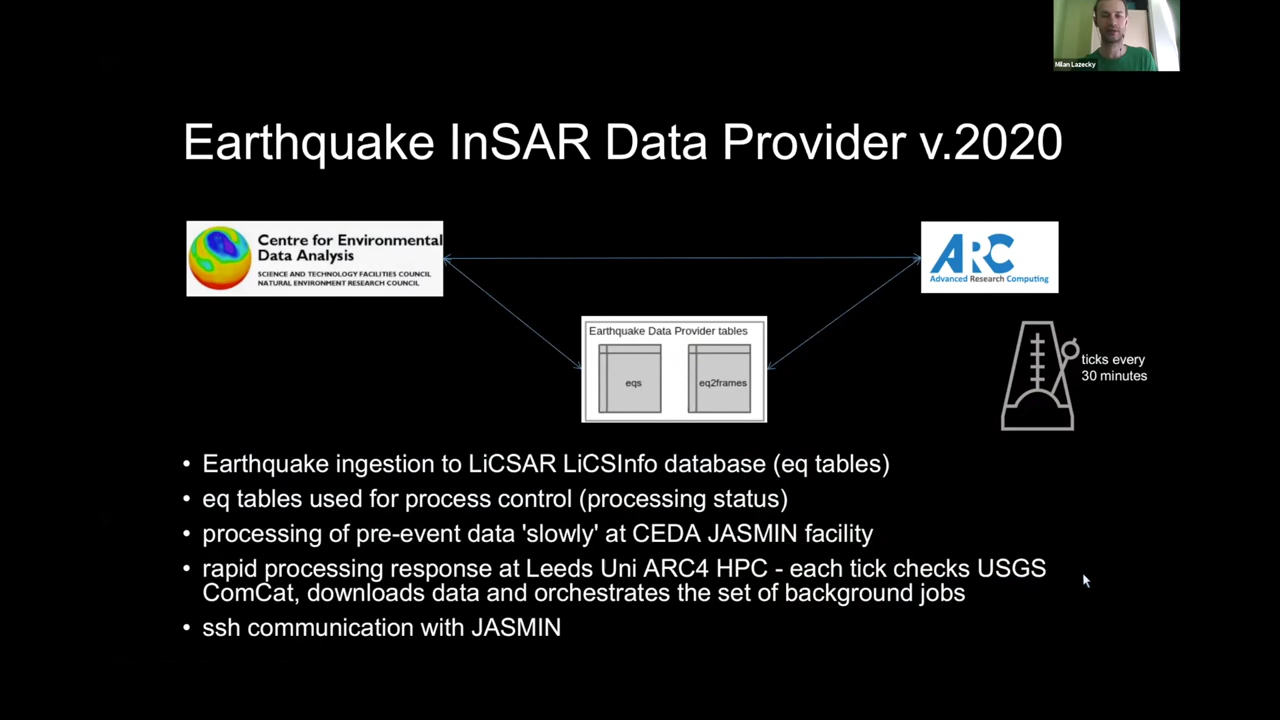 Milan Lazecky
Earthquake InSAR Data Provider v.2020
Centre for Environmental
Data Analysis
SCIENCE AND TECHNOLOGY FACILITIES COUNCIL
NATURAL ENVIRONMENT RESEARCH COUNCIL
ARC
Advanced Research Computing
Earthquake Data Provider tables
eqs
eq2frames
ticks every
30 minutes
• Earthquake ingestion to LiCSAR LiCSInfo database (eq tables)
• eq tables used for process control (processing status)
• processing of pre-event data 'slowly' at CEDA JASMIN facility
• rapid processing response at Leeds Uni ARC4 HPC - each tick checks USGS
ComCat, downloads data and orchestrates the set of background jobs
• ssh communication with JASMIN